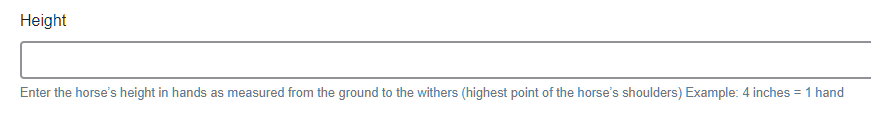 Height
Enter the horse's height in hands as measured from the ground to the withers (highest point of the horse's shoulders) Example: 4 inches = 1 hand